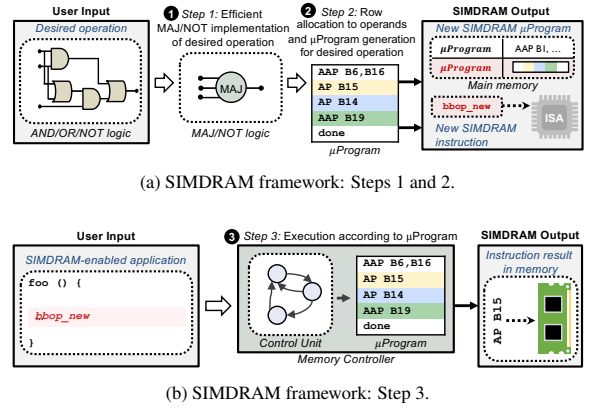 User Input
Desired operation
AND/OR/NOT logic
1 Step 1: Efficient
MAJ/NOT implementation
of desired operation
MAJ
MAJ/NOT logic
2 Step 2: Row
allocation to operands
and µProgram generation
for desired operation
AAP B6,B16
AP B15
AP B14
AAP B19
done
µProgram
SIMDRAM Output
New SIMDRAM µProgram
µProgram AAP BI, ...
µProgram
Main memory
bbop_new
ISA
New SIMDRAM
instruction
(a) SIMDRAM framework: Steps 1 and 2.
User Input
SIMDRAM-enabled application
foo () {
bbop_new
}
3 Step 3: Execution according to µProgram
Control Unit
AAP B6,B16
AP B15
AP B14
AAP B19
done
µProgram
Memory Controller
SIMDRAM Output
Instruction result
in memory
AP B15
(b) SIMDRAM framework: Step 3.